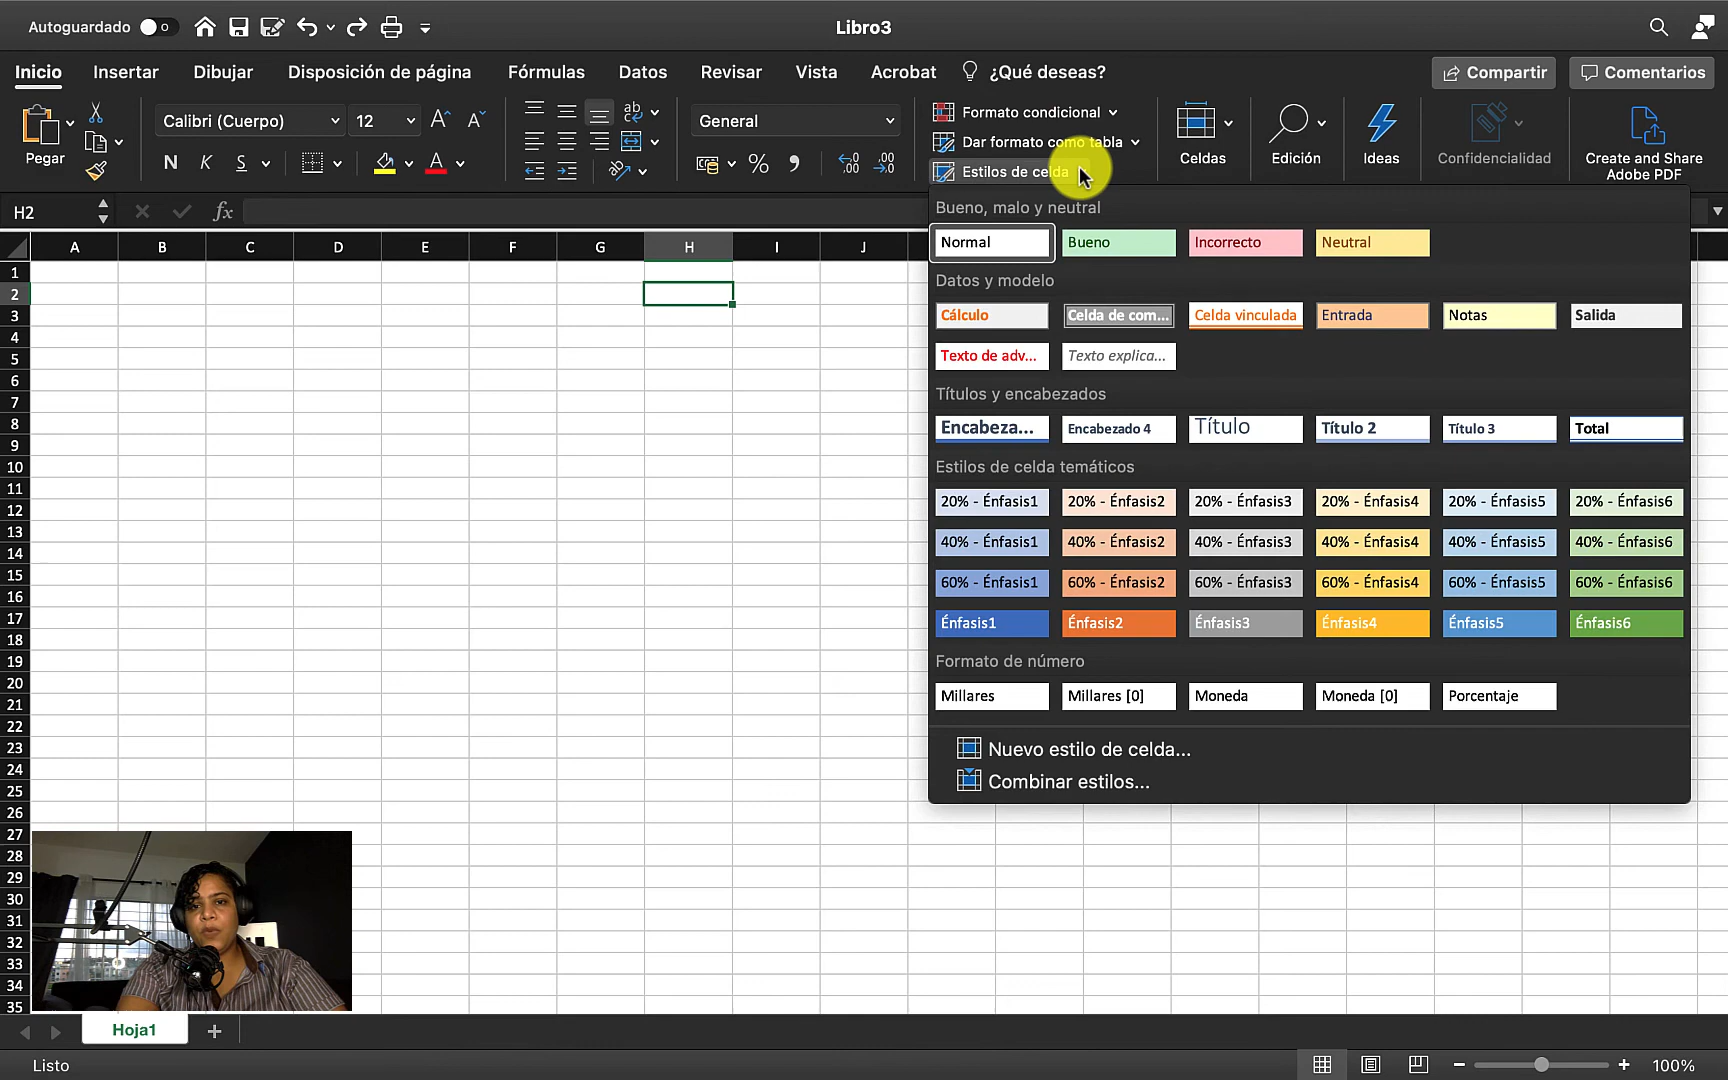 Autoguardado
Libro3
Inicio Insertar Dibujar Disposición de página Fórmulas Datos Revisar Vista Acrobat ¿Qué deseas? Compartir Comentarios
Pegar
Calibri (Cuerpo) 12
N K S
A
ab
General
%
Formato condicional
Dar formato como tabla
Estilos de celda
Celdas
Edición
Ideas
Confidencialidad
Create and Share
Adobe PDF
H2 fx
A B C D E F G H I J
1
2
3
4
5
6
7
8
9
10
11
12
13
14
15
16
17
18
19
20
21
22
23
24
25
26
27
28
29
30
31
32
33
34
35
Bueno, malo y neutral
Normal Bueno Incorrecto Neutral
Datos y modelo
Cálculo Celda de com... Celda vinculada Entrada Notas Salida
Texto de adv... Texto explica...
Títulos y encabezados
Encabeza... Encabezado 4 Título Título 2 Título 3 Total
Estilos de celda temáticos
20% - Énfasis1 20% - Énfasis2 20% - Énfasis3 20% - Énfasis4 20% - Énfasis5 20% - Énfasis6
40% - Énfasis1 40% - Énfasis2 40% - Énfasis3 40% - Énfasis4 40% - Énfasis5 40% - Énfasis6
60% - Énfasis1 60% - Énfasis2 60% - Énfasis3 60% - Énfasis4 60% - Énfasis5 60% - Énfasis6
Énfasis1 Énfasis2 Énfasis3 Énfasis4 Énfasis5 Énfasis6
Formato de número
Millares Millares [0] Moneda Moneda [0] Porcentaje
Nuevo estilo de celda...
Combinar estilos...
Hoja1 +
Listo
100%